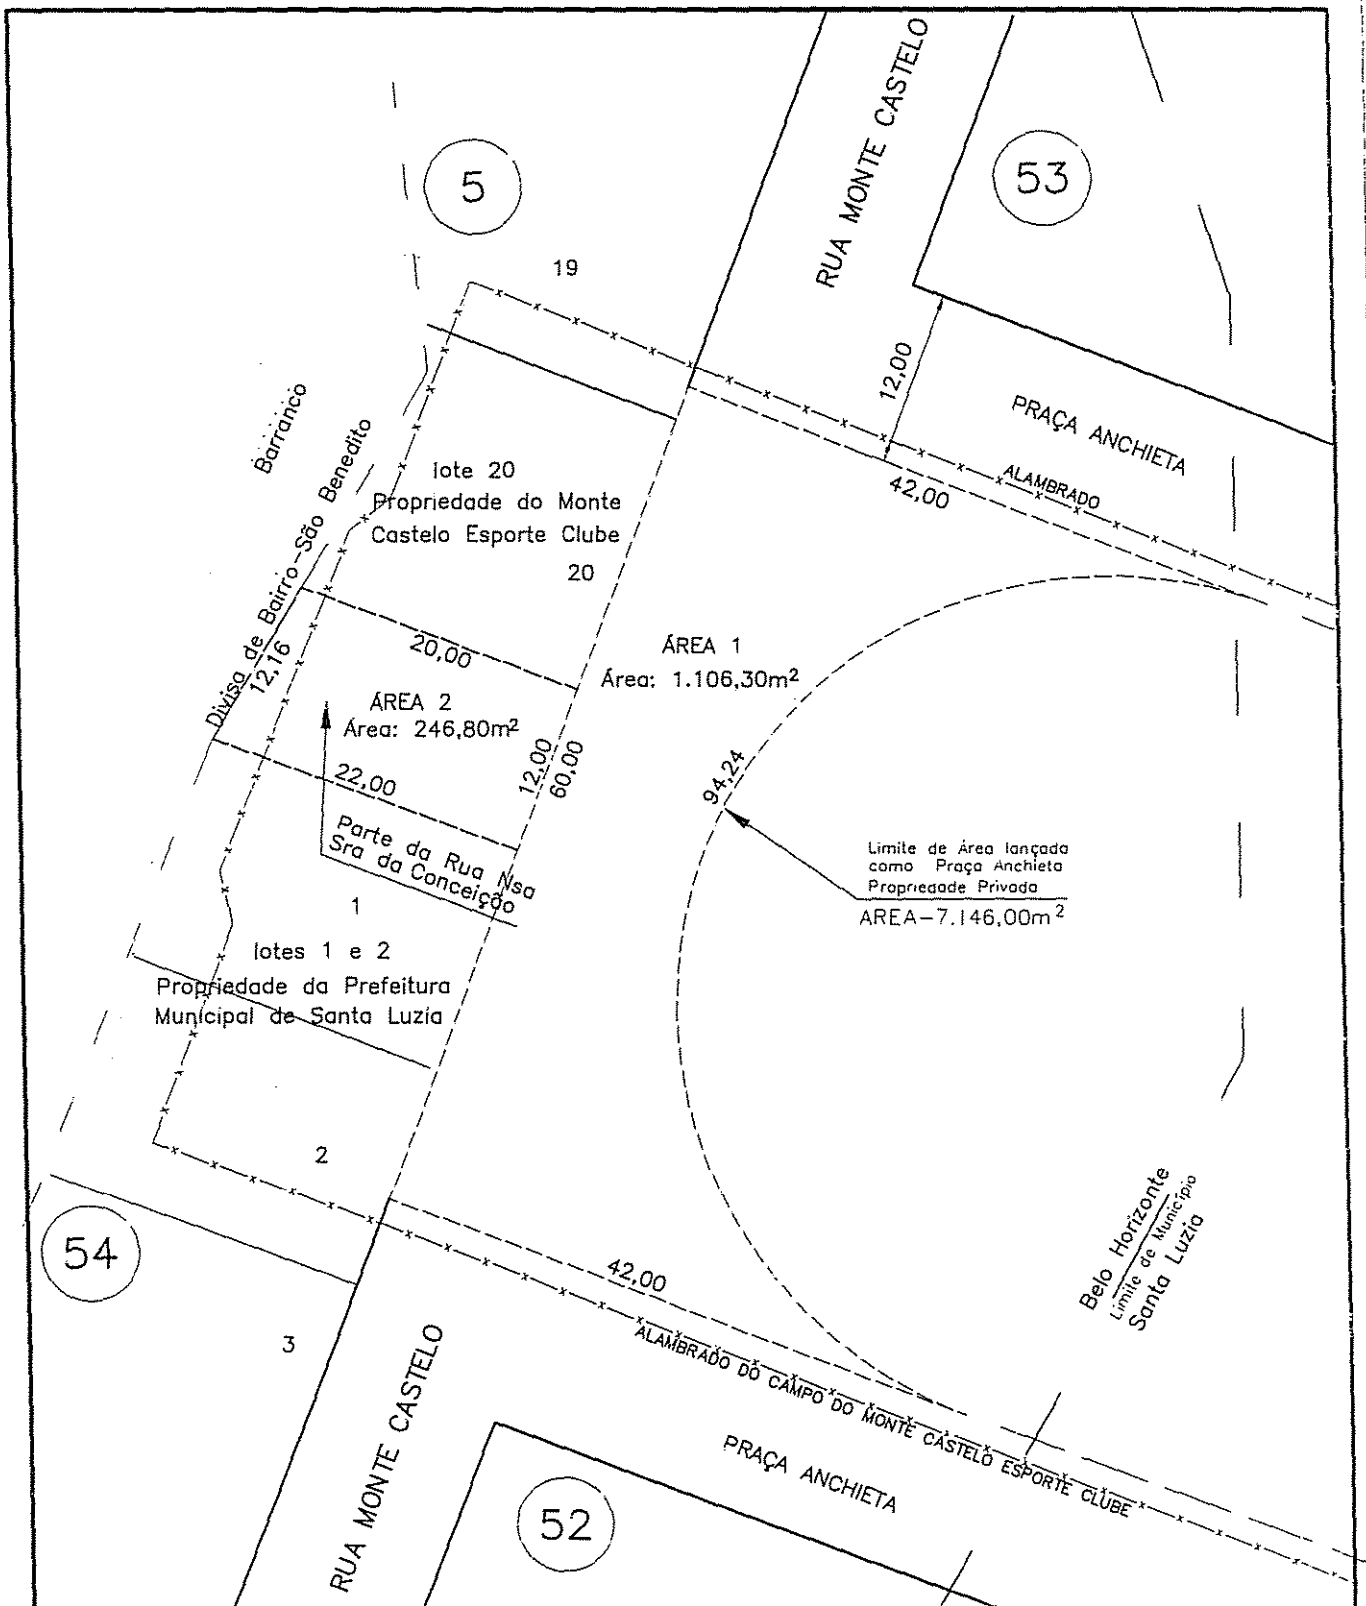 RUA MONTE CASTELO
5
53
19
12,00
PRAÇA ANCHIETA
ALAMBRADO
42,00
Barranco
Divisa de Bairro São Benedito
lote 20
Propriedade do Monte
Castelo Esporte Clube
20
12,16
20,00
ÁREA 1
Área: 1.106,30m²
ÁREA 2
Área: 246,80m²
22,00
12,00
60,00
94,24
Parte da Rua Nsa
Sra da Conceição
Limite de Área lançada
como Praça Anchieta
Propriedade Privada
AREA-7.146,00m²
1
lotes 1 e 2
Propriedade da Prefeitura
Municipal de Santa Luzia
2
54
3
42,00
Belo Horizonte
Limite de Município
Santa Luzia
ALAMBRADO DO CAMPO DO MONTE CASTELO ESPORTE CLUBE
RUA MONTE CASTELO
PRAÇA ANCHIETA
52